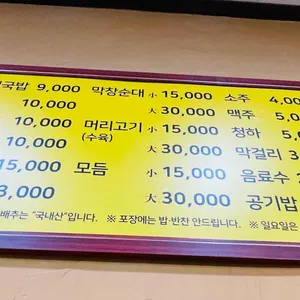 국밥 9,000 막창순대 小 15,000 소주 4,0
10,000 大 30,000 맥주 5,0
10,000 머리고기 小 15,000 청하 5,
(수육)
10,000 大 30,000 막걸리 3
15,000 모듬 小 15,000 음료수
3,000 大 30,000 공기밥
배추는 "국내산"입니다. ※ 포장에는 밥·반찬 안드립니다. ※ 일요일은